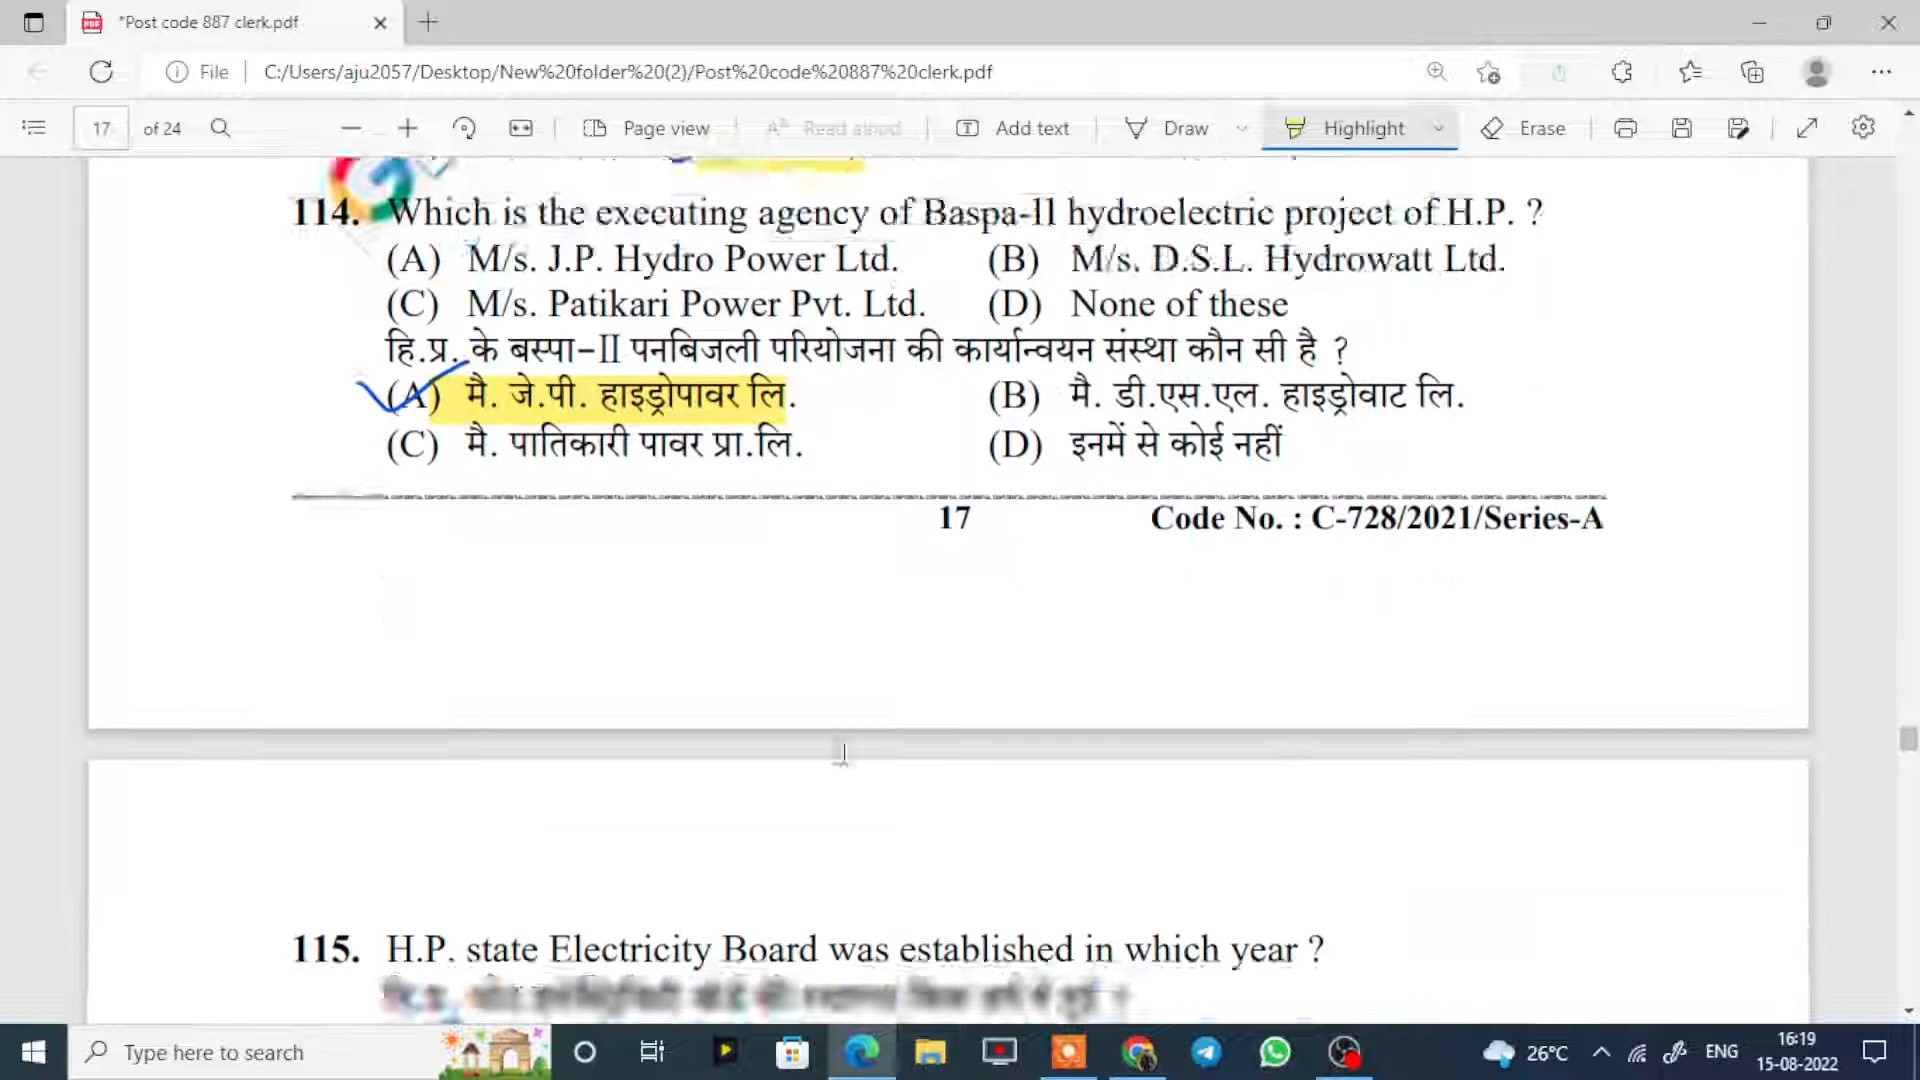 *Post code 887 clerk.pdf
File C:/Users/aju2057/Desktop/New%20folder%20(2)/Post%20code%20887%20clerk.pdf
17 of 24 Page view Read aloud Add text Draw Highlight Erase
114. Which is the executing agency of Baspa-II hydroelectric project of H.P. ?
(A) M/s. J.P. Hydro Power Ltd. (B) M/s. D.S.L. Hydrowatt Ltd.
(C) M/s. Patikari Power Pvt. Ltd. (D) None of these
हि.प्र. के बस्पा-II पनबिजली परियोजना की कार्यान्वयन संस्था कौन सी है ?
(A) मै. जे.पी. हाइड्रोपावर लि. (B) मै. डी.एस.एल. हाइड्रोवाट लि.
(C) मै. पातिकारी पावर प्रा.लि. (D) इनमें से कोई नहीं
17 Code No. : C-728/2021/Series-A
115. H.P. state Electricity Board was established in which year ?
Type here to search 26°C ENG 16:19
15-08-2022